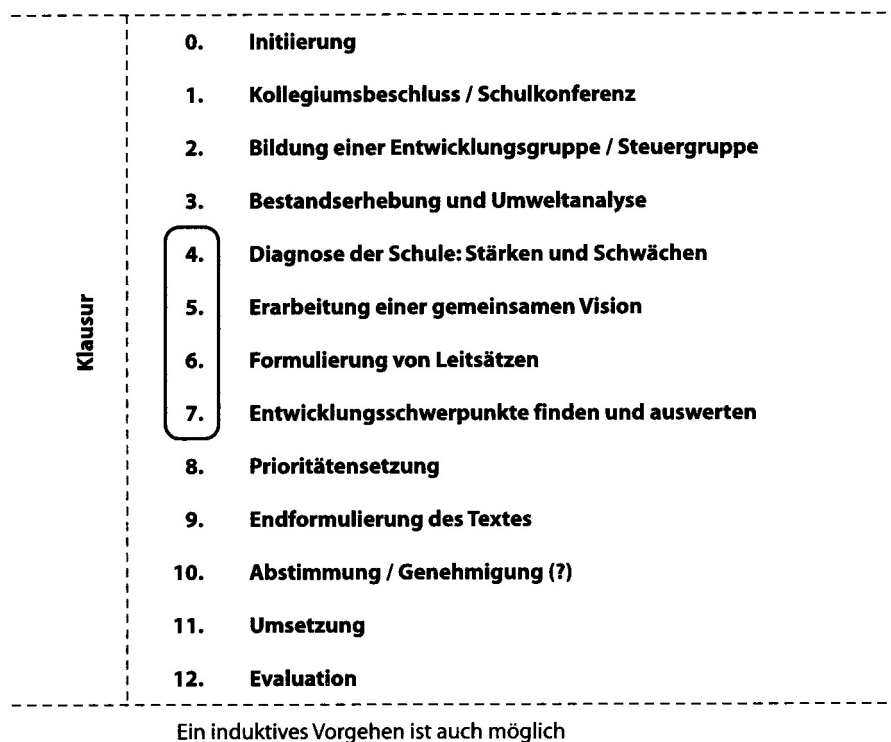 0. Initiierung
1. Kollegiumsbeschluss / Schulkonferenz
2. Bildung einer Entwicklungsgruppe / Steuergruppe
3. Bestandserhebung und Umweltanalyse
4. Diagnose der Schule: Stärken und Schwächen
Klausur
5. Erarbeitung einer gemeinsamen Vision
6. Formulierung von Leitsätzen
7. Entwicklungsschwerpunkte finden und auswerten
8. Prioritätensetzung
9. Endformulierung des Textes
10. Abstimmung / Genehmigung (?)
11. Umsetzung
12. Evaluation
Ein induktives Vorgehen ist auch möglich